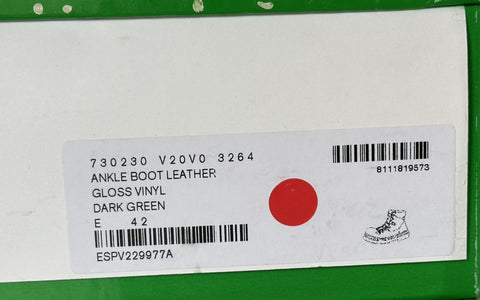 730230 V20V0 3264
ANKLE BOOT LEATHER
GLOSS VINYL
DARK GREEN
E 42
ESPV229977A
8111819573